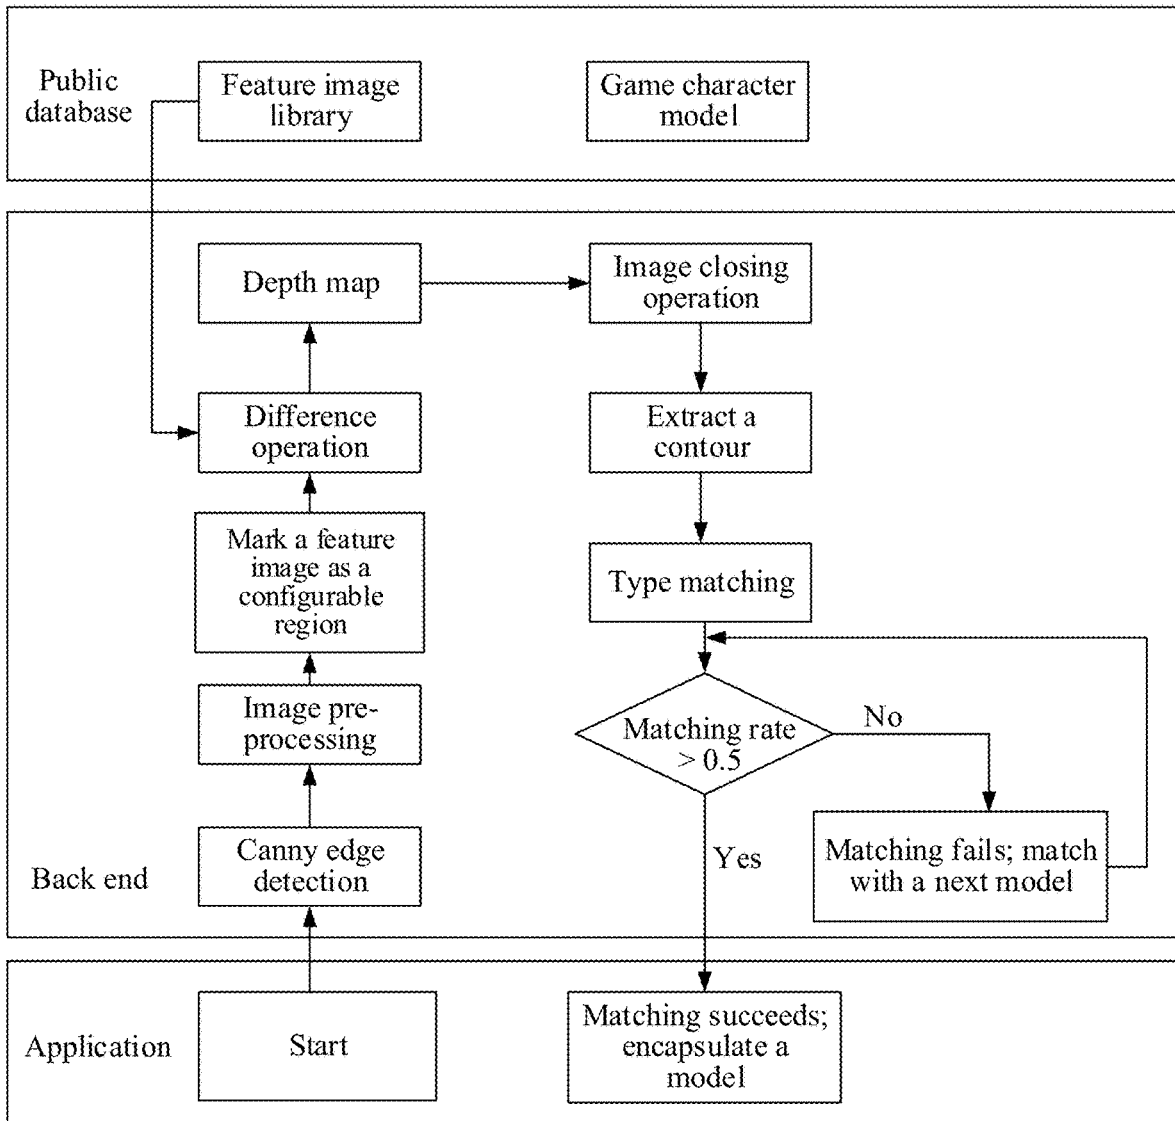 Public
database
Feature image
library
Game character
model
Depth map
Image closing
operation
Difference
operation
Extract a
contour
Mark a feature
image as a
configurable
region
Type matching
Image pre-
processing
Matching rate
> 0.5
No
Yes
Canny edge
detection
Matching fails; match
with a next model
Back end
Application
Start
Matching succeeds;
encapsulate a
model